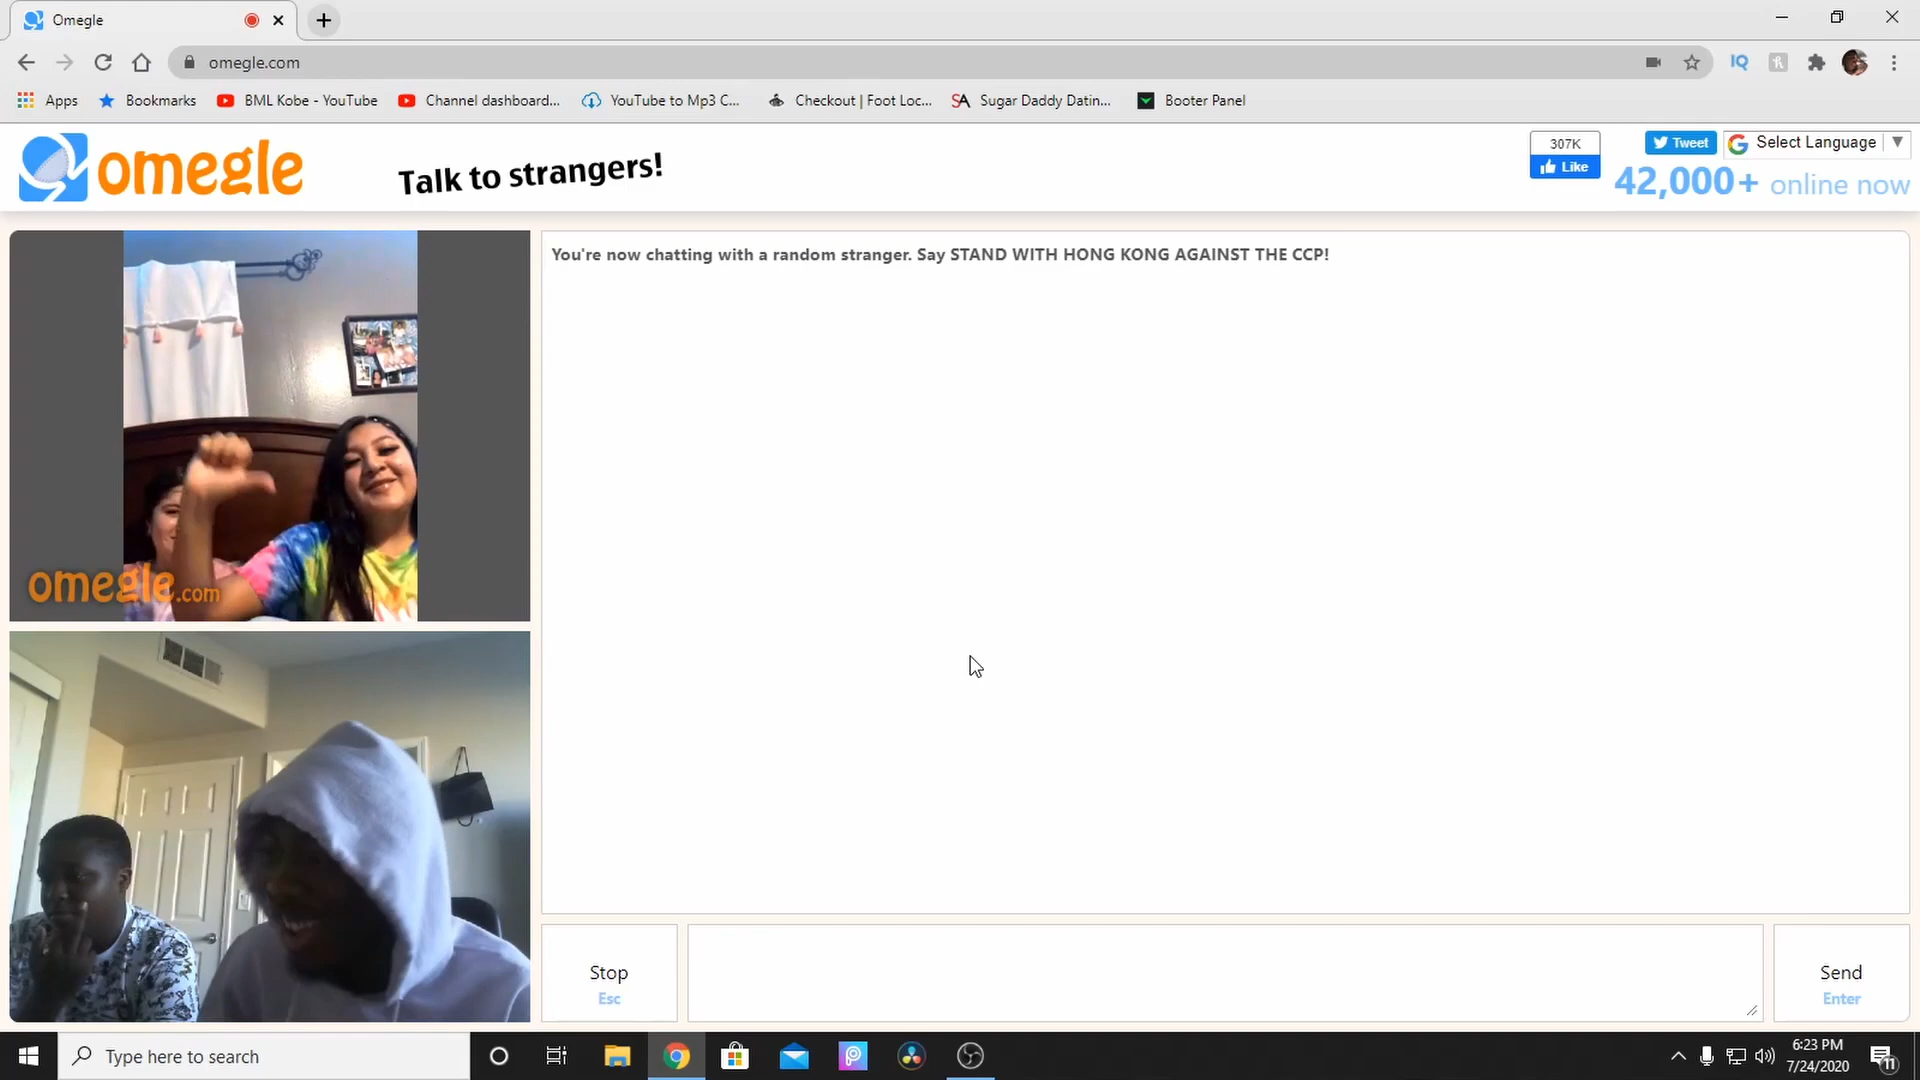 Omegle
omegle.com
Apps
Bookmarks
BML Kobe - YouTube
Channel dashboard...
YouTube to Mp3 C...
Checkout | Foot Loc...
SA Sugar Daddy Datin...
Booter Panel
IQ
omegle
Talk to strangers!
307K
Like
Tweet
Select Language
42,000+ online now
You're now chatting with a random stranger. Say STAND WITH HONG KONG AGAINST THE CCP!
omegle.com
Stop
Esc
Send
Enter
Type here to search
6:23 PM
7/24/2020
11